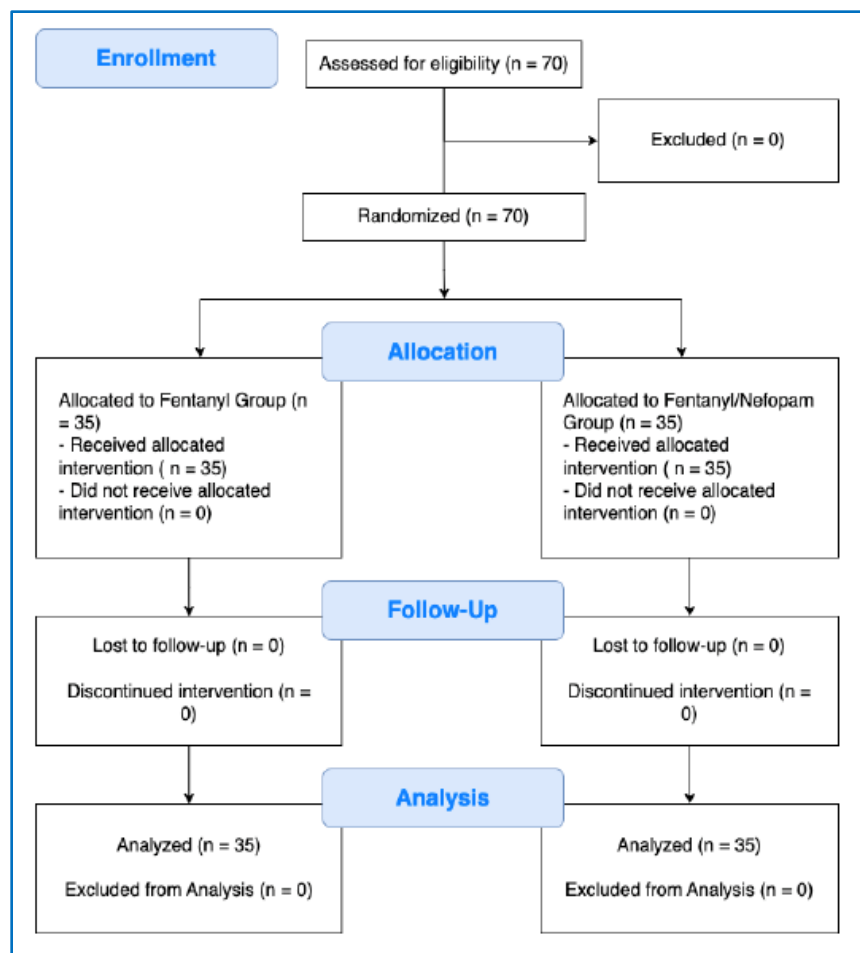 Enrollment
Assessed for eligibility (n = 70)
Excluded (n = 0)
Randomized (n = 70)
Allocation
Allocated to Fentanyl Group (n
= 35)
- Received allocated
intervention ( n = 35)
- Did not receive allocated
intervention (n = 0)
Allocated to Fentanyl/Nefopam
Group (n = 35)
- Received allocated
intervention ( n = 35)
- Did not receive allocated
intervention (n = 0)
Follow-Up
Lost to follow-up (n = 0)
Discontinued intervention (n =
0)
Lost to follow-up (n = 0)
Discontinued intervention (n =
0)
Analysis
Analyzed (n = 35)
Excluded from Analysis (n = 0)
Analyzed (n = 35)
Excluded from Analysis (n = 0)